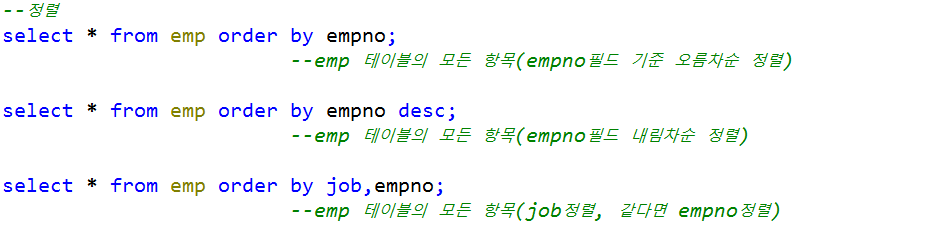 --정렬
select * from emp order by empno;
--emp 테이블의 모든 항목(empno필드 기준 오름차순 정렬)
select * from emp order by empno desc;
--emp 테이블의 모든 항목(empno필드 내림차순 정렬)
select * from emp order by job,empno;
--emp 테이블의 모든 항목(job정렬, 같다면 empno정렬)